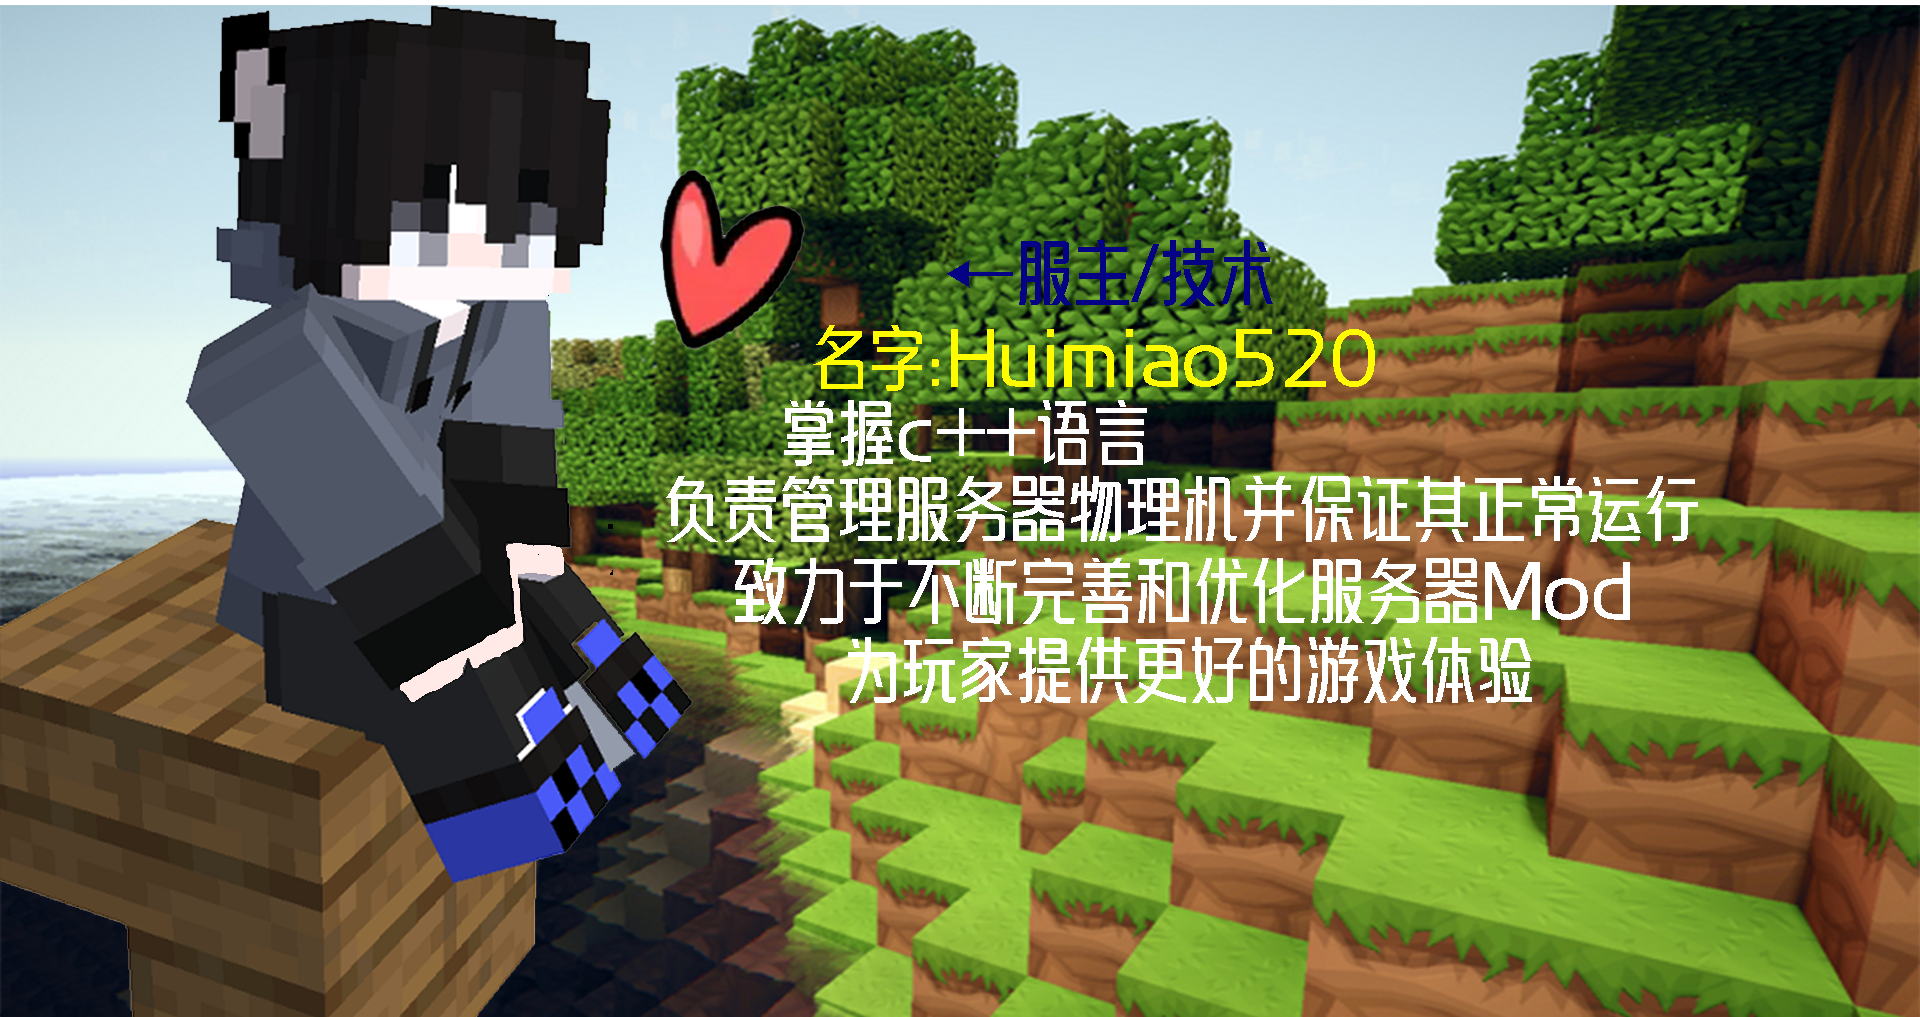 ←服主/技术
名字:Huimiao520
掌握c++语言
负责管理服务器物理机并保证其正常运行
致力于不断完善和优化服务器Mod
为玩家提供更好的游戏体验